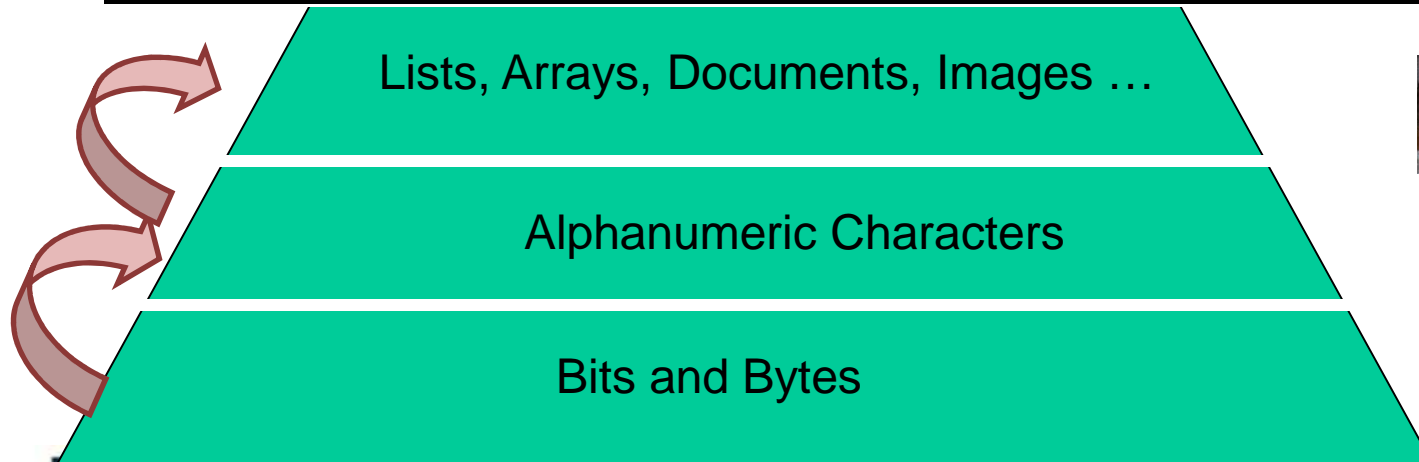 Lists, Arrays, Documents, Images …
Alphanumeric Characters
Bits and Bytes